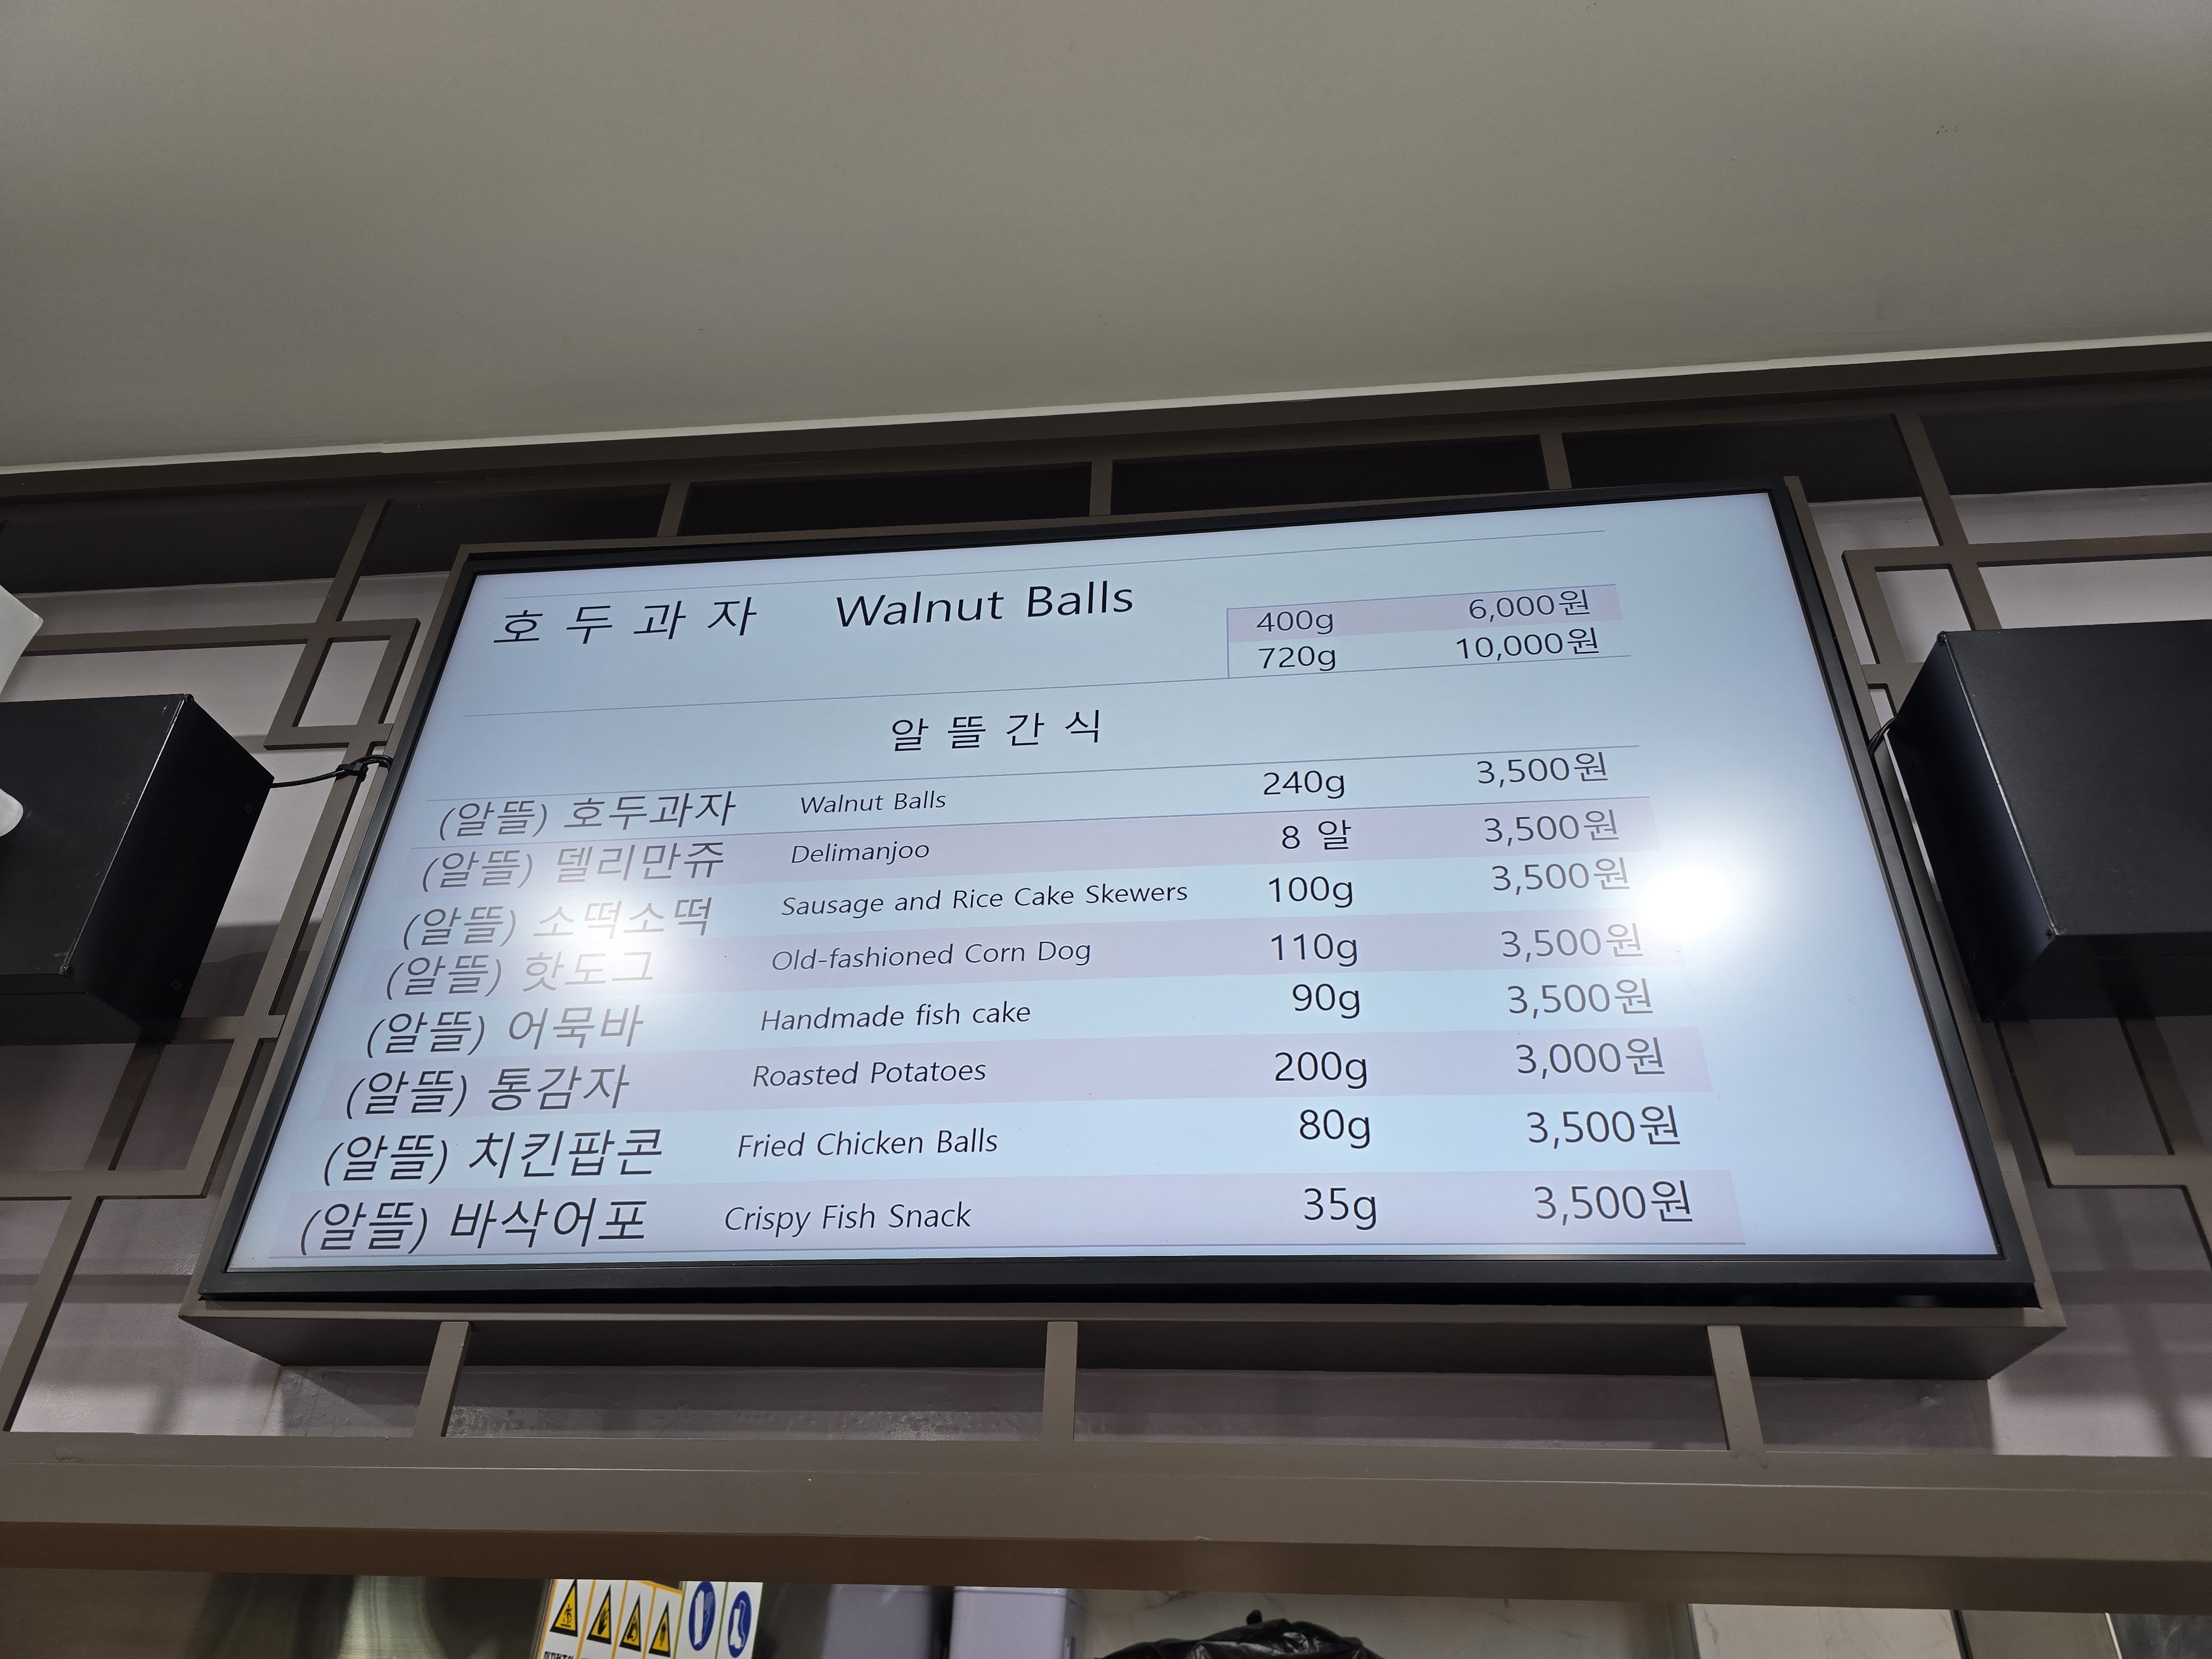 호 두 과 자 Walnut Balls
400g 6,000원
720g 10,000원
알 뜰 간 식
(알뜰) 호두과자 Walnut Balls 240g 3,500원
(알뜰) 델리만쥬 Delimanjoo 8 알 3,500원
(알뜰) 소떡소떡 Sausage and Rice Cake Skewers 100g 3,500원
(알뜰) 핫도그 Old-fashioned Corn Dog 110g 3,500원
(알뜰) 어묵바 Handmade fish cake 90g 3,500원
(알뜰) 통감자 Roasted Potatoes 200g 3,000원
(알뜰) 치킨팝콘 Fried Chicken Balls 80g 3,500원
(알뜰) 바삭어포 Crispy Fish Snack 35g 3,500원